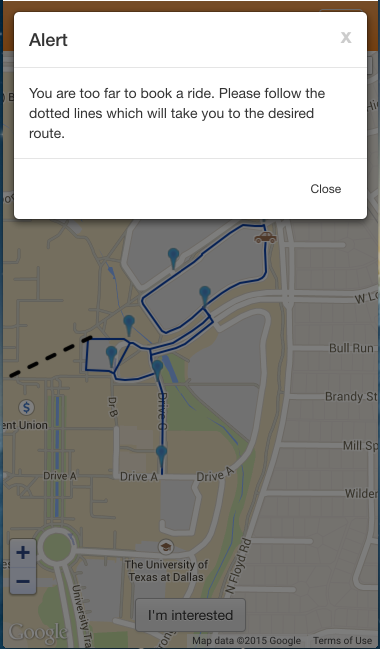 Alert
x
You are too far to book a ride. Please follow the
dotted lines which will take you to the desired
route.
Close
W Lo
Bull Run
Brandy St
Mill Sp
Wilder
$
ent Union
Dr B
Drive C
Drive A
Drive A
Drive A
The University of
Texas at Dallas
N Floyd Rd
+
−
University
I'm interested
Google
Map data ©2015 Google
Terms of Use